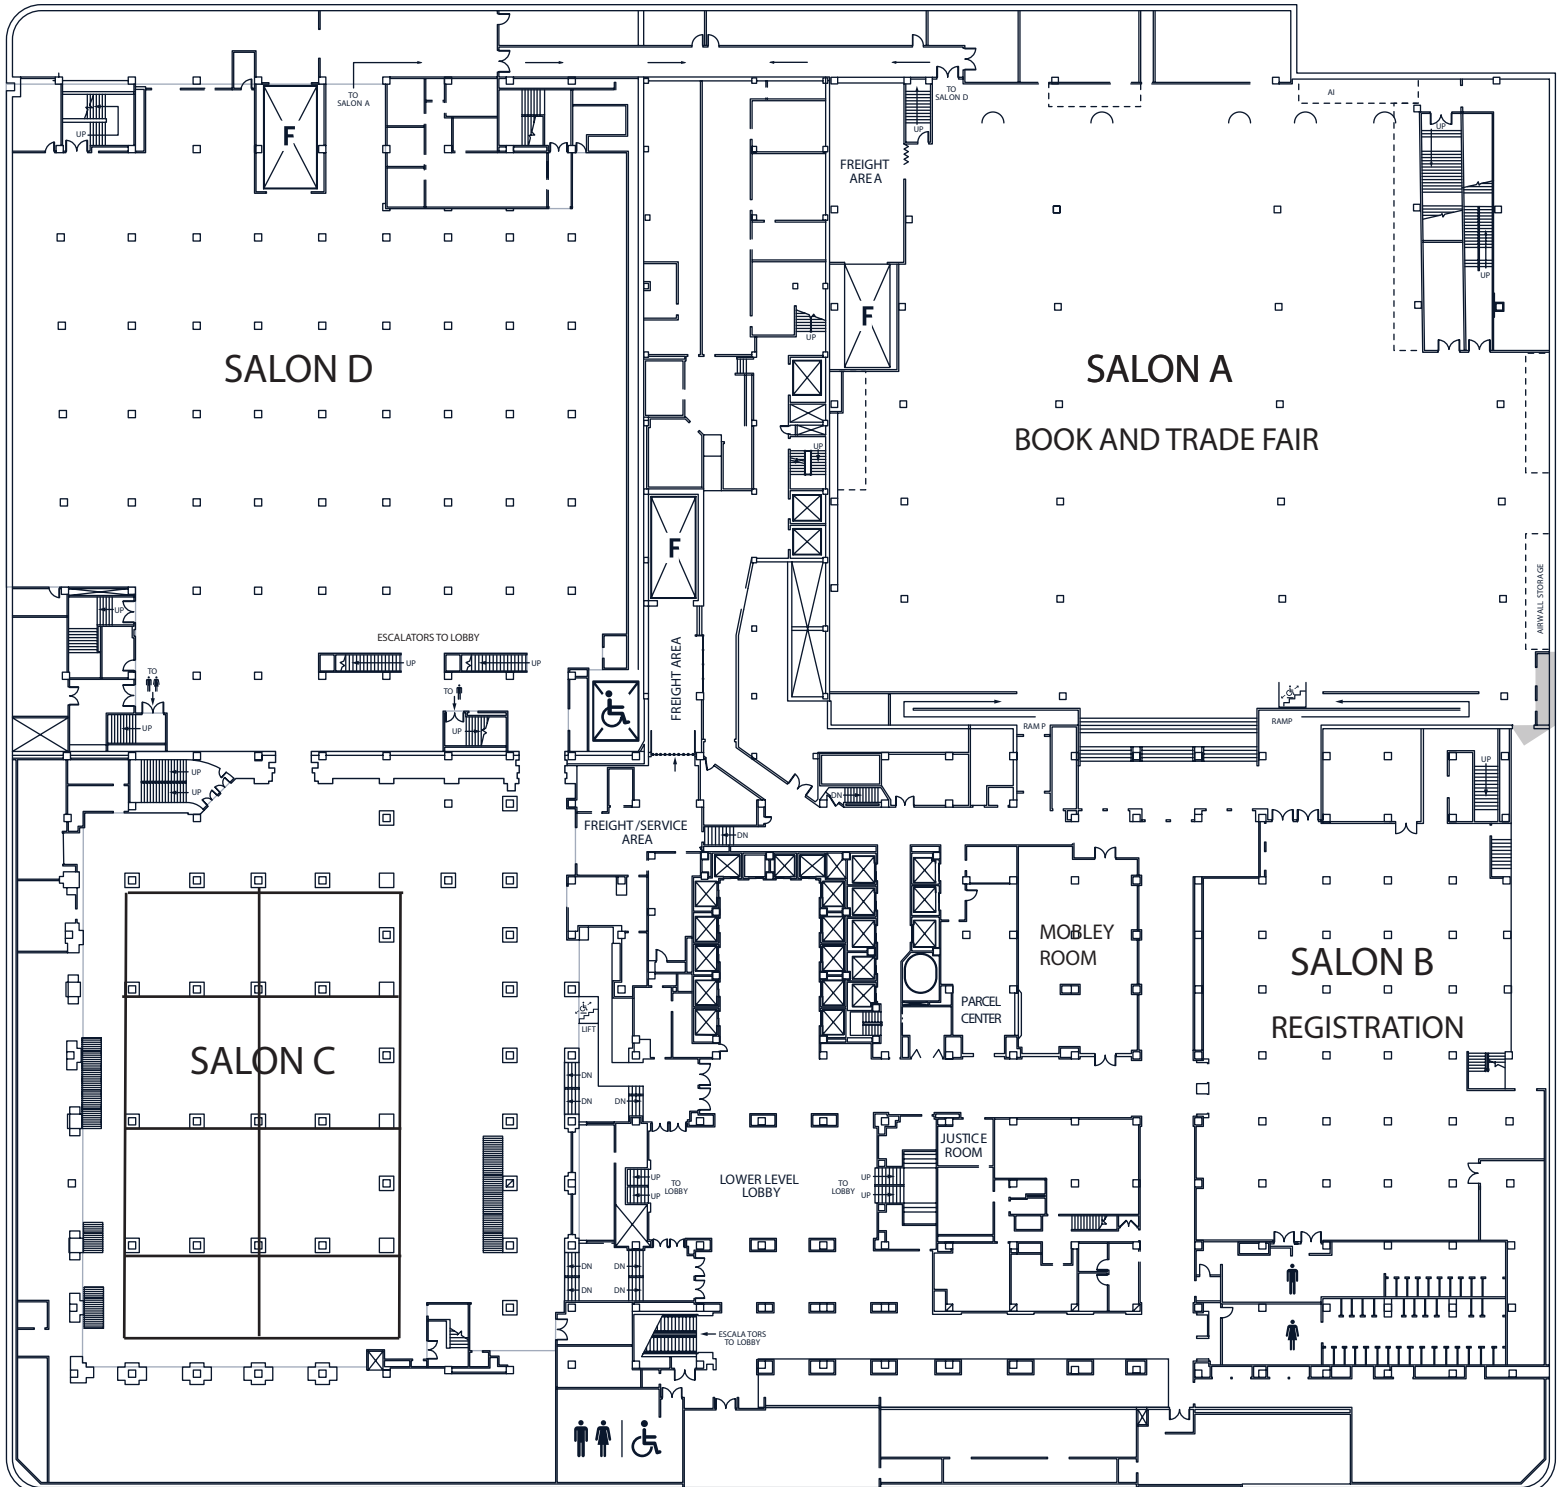 TO
SALON A
UP
F
TO
SALON D
UP
AI
UP
FREIGHT
AREA
UP
F
UP
SALON D
SALON A
BOOK AND TRADE FAIR
UP
F
UP
AIRWALL STORAGE
ESCALATORS TO LOBBY
UP
UP
FREIGHT AREA
TO
TO
UP
UP
RAMP
RAMP
UP
UP
UP
DN
FREIGHT/SERVICE
AREA
DN
MOBLEY
ROOM
SALON B
REGISTRATION
PARCEL
CENTER
LIFT
SALON C
DN
DN
DN
JUSTICE
ROOM
UP
UP
TO
LOBBY
LOWER LEVEL
LOBBY
TO
LOBBY
UP
UP
DN
DN
DN
DN
ESCALATORS
TO LOBBY